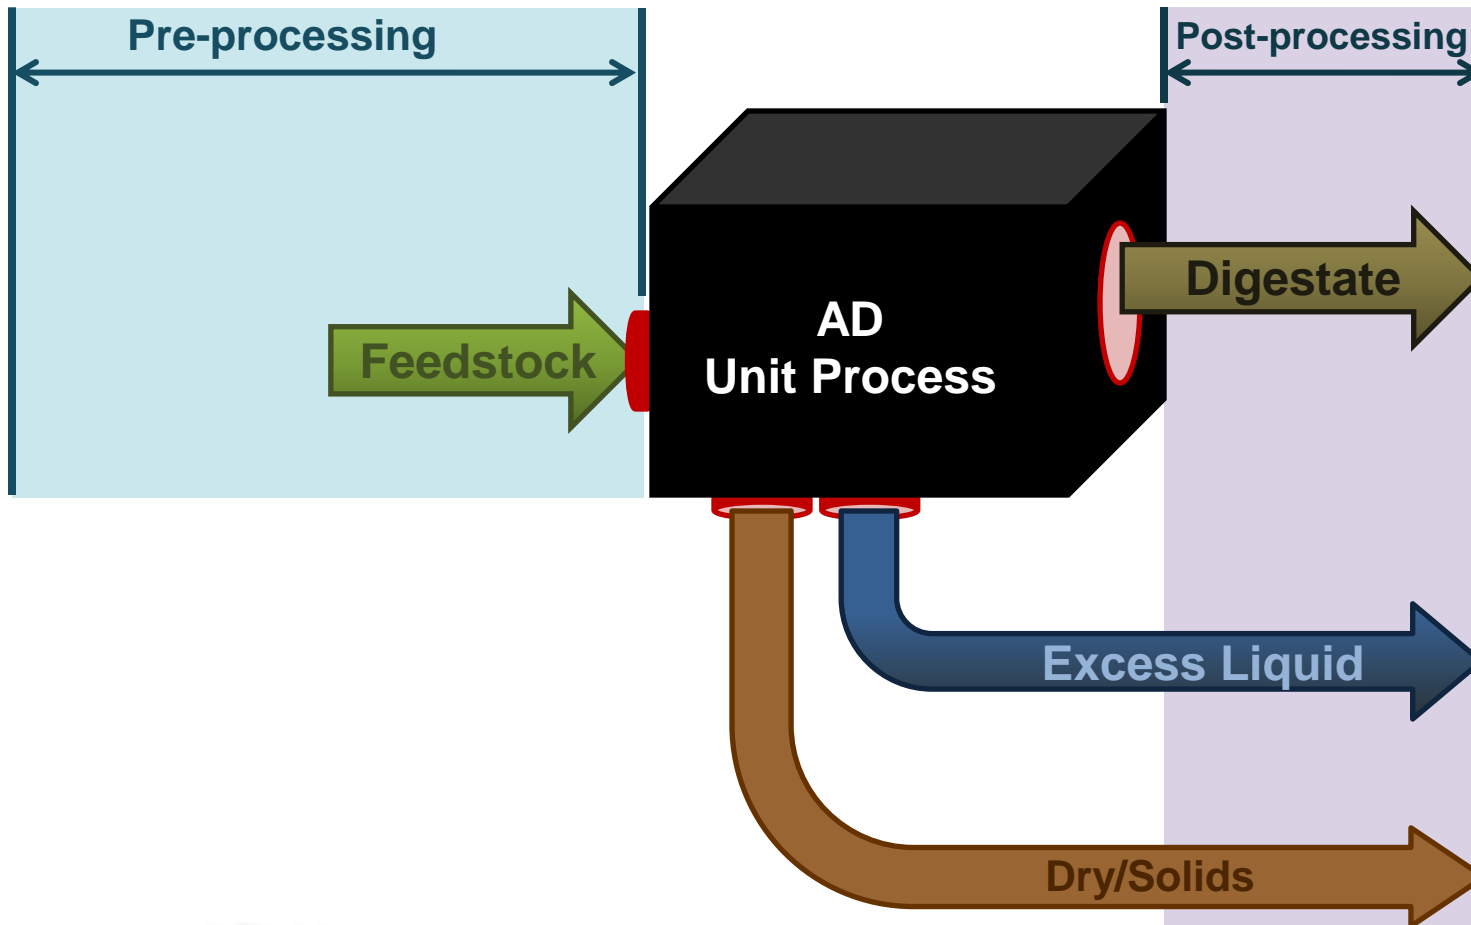 Pre-processing
Post-processing
Digestate
AD
Unit Process
Feedstock
Excess Liquid
Dry/Solids